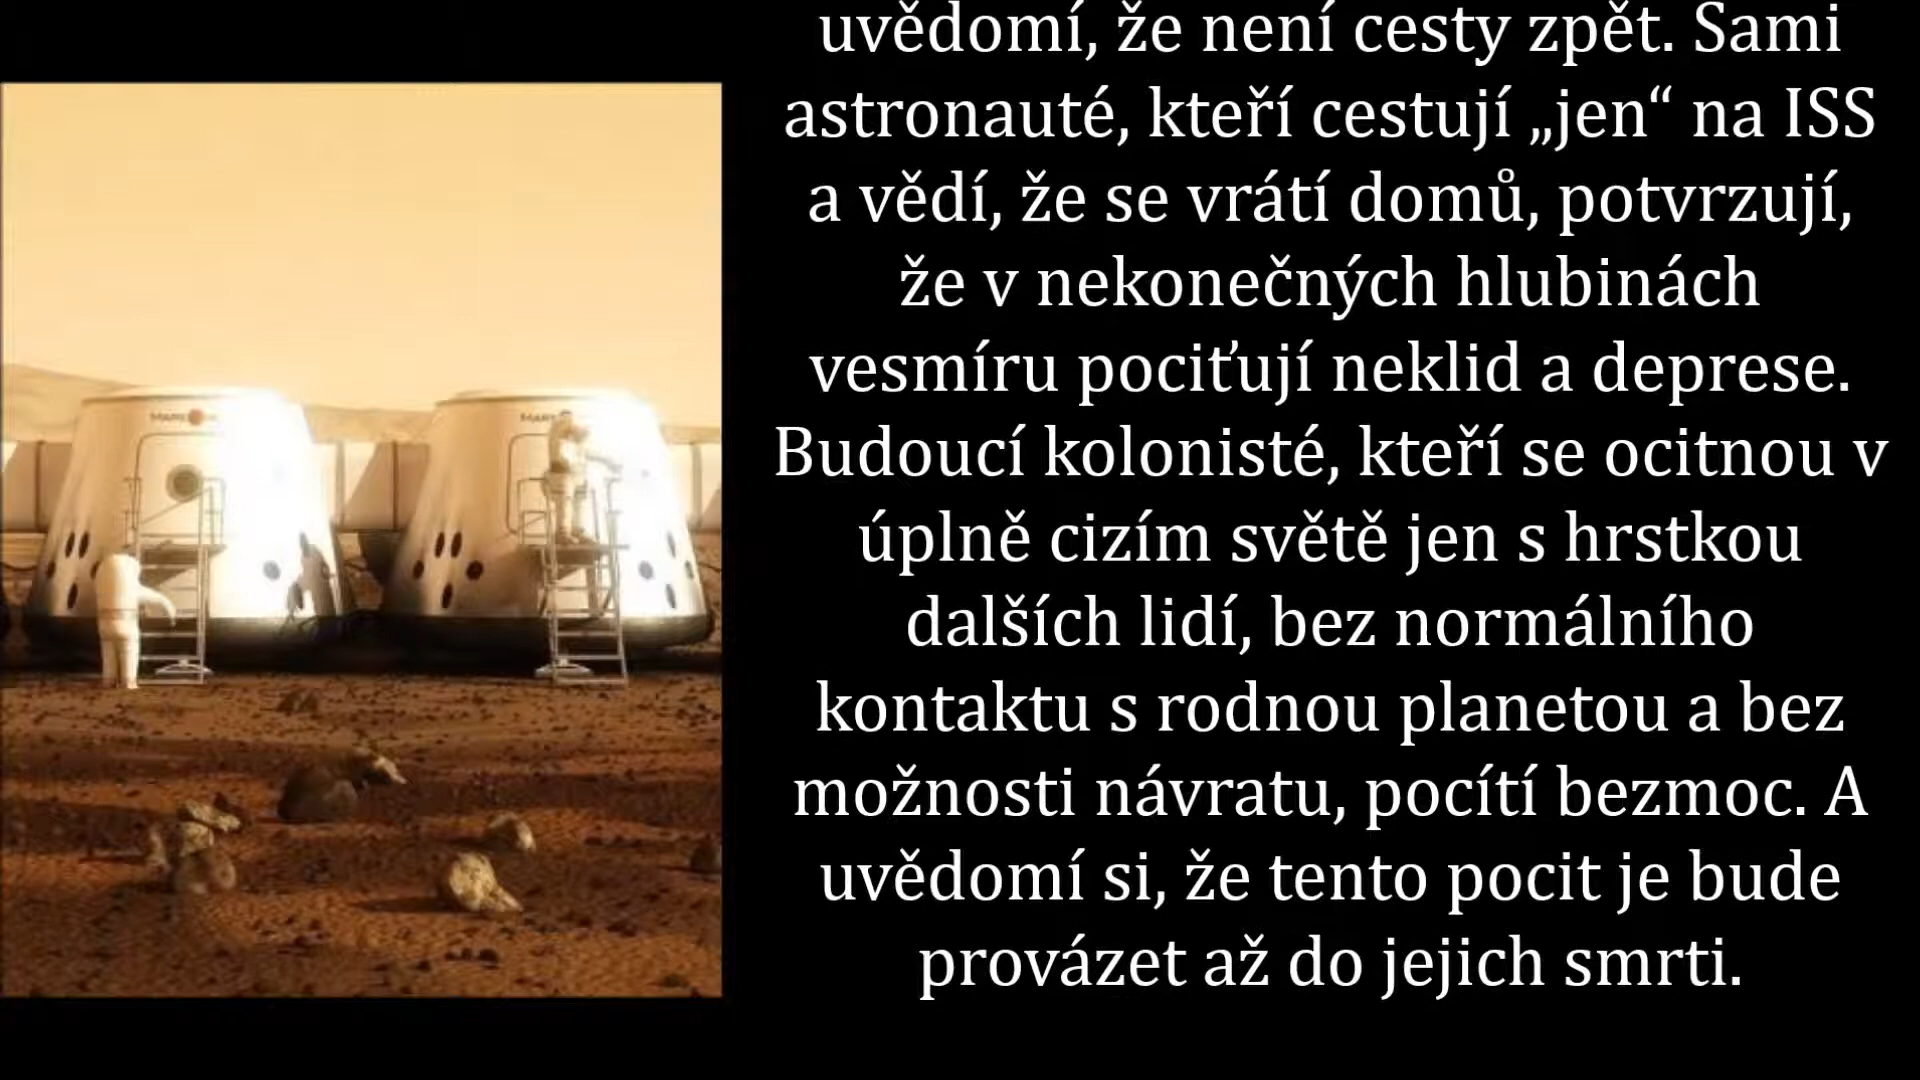 uvědomí, že není cesty zpět. Sami
astronauté, kteří cestují „jen“ na ISS
a vědí, že se vrátí domů, potvrzují,
že v nekonečných hlubinách
vesmíru pociťují neklid a deprese.
Budoucí kolonisté, kteří se ocitnou v
úplně cizím světě jen s hrstkou
dalších lidí, bez normálního
kontaktu s rodnou planetou a bez
možnosti návratu, pocítí bezmoc. A
uvědomí si, že tento pocit je bude
provázet až do jejich smrti.